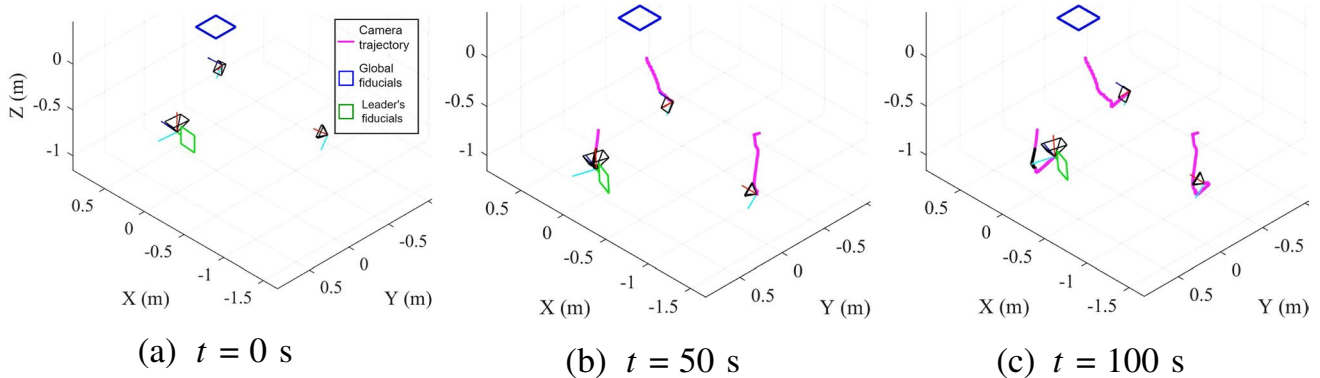 Camera
trajectory
Global
fiducials
Leader's
fiducials
Z (m)
0
-0.5
-1
0.5
0
-0.5
-1
-1.5
X (m)
0.5
0
-0.5
Y (m)
(a) t = 0 s
0
-0.5
-1
0.5
0
-0.5
-1
-1.5
X (m)
0.5
0
-0.5
Y (m)
(b) t = 50 s
0
-0.5
-1
0.5
0
-0.5
-1
-1.5
X (m)
0.5
0
-0.5
Y (m)
(c) t = 100 s